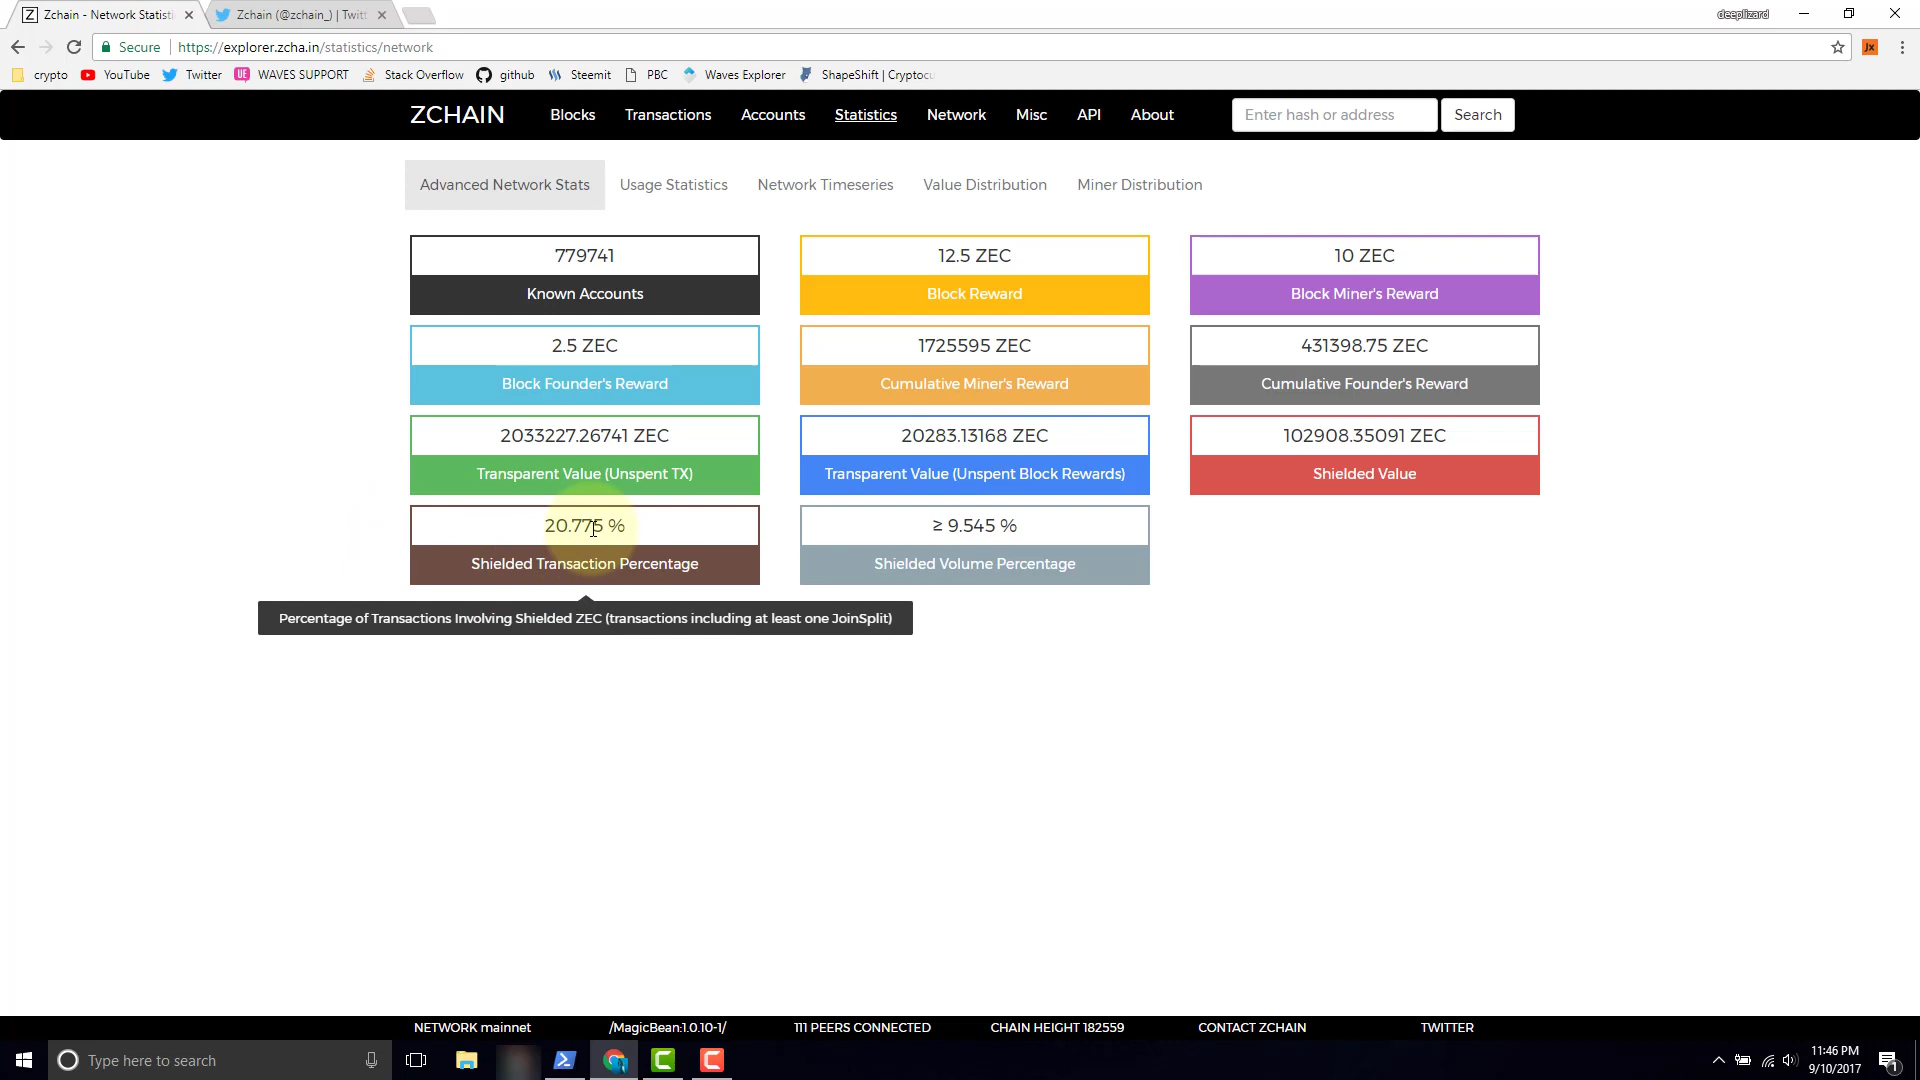 Zchain - Network Statisti
Zchain (@zchain_) | Twitt
deeplizard
Secure | https://explorer.zcha.in/statistics/network
Jx
crypto YouTube Twitter UE WAVES SUPPORT Stack Overflow github Steemit PBC Waves Explorer ShapeShift | Cryptocu
ZCHAIN Blocks Transactions Accounts Statistics Network Misc API About Enter hash or address Search
Advanced Network Stats Usage Statistics Network Timeseries Value Distribution Miner Distribution
779741 12.5 ZEC 10 ZEC
Known Accounts Block Reward Block Miner's Reward
2.5 ZEC 1725595 ZEC 431398.75 ZEC
Block Founder's Reward Cumulative Miner's Reward Cumulative Founder's Reward
2033227.26741 ZEC 20283.13168 ZEC 102908.35091 ZEC
Transparent Value (Unspent TX) Transparent Value (Unspent Block Rewards) Shielded Value
20.775 % ≥ 9.545 %
Shielded Transaction Percentage Shielded Volume Percentage
Percentage of Transactions Involving Shielded ZEC (transactions including at least one JoinSplit)
NETWORK mainnet /MagicBean:1.0.10-1/ 111 PEERS CONNECTED CHAIN HEIGHT 182559 CONTACT ZCHAIN TWITTER
Type here to search
11:46 PM
9/10/2017
1